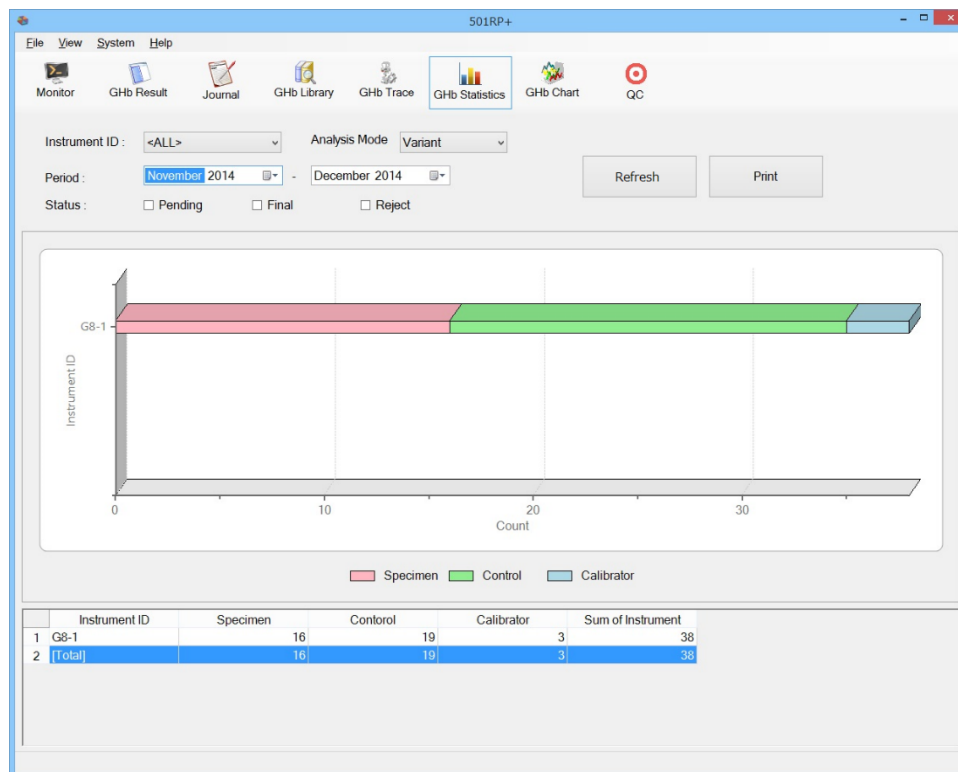 501RP+
File View System Help
Monitor GHb Result Journal GHb Library GHb Trace GHb Statistics GHb Chart QC
Instrument ID : <ALL> Analysis Mode Variant
Period : November 2014 - December 2014
Refresh Print
Status : Pending Final Reject
G8-1
Instrument ID
0 10 20 30
Count
Specimen Control Calibrator
Instrument ID Specimen Contorol Calibrator Sum of Instrument
1 G8-1 16 19 3 38
2 [Total] 16 19 3 38